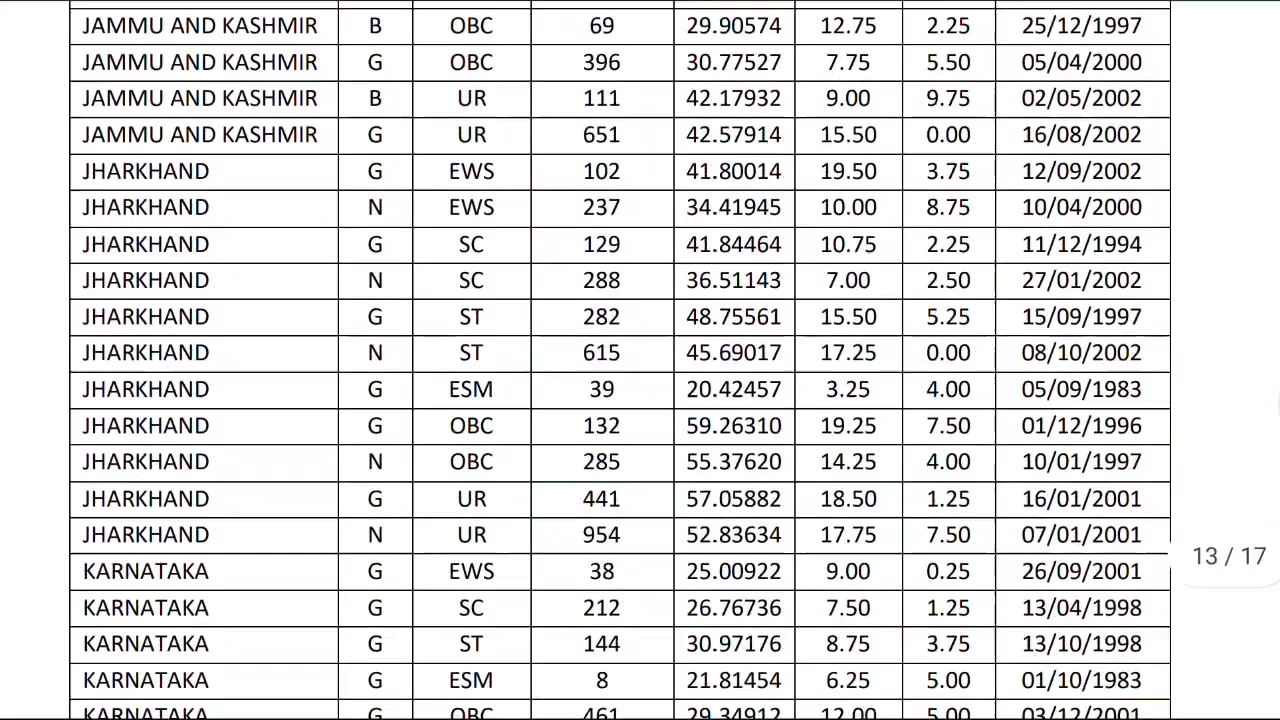 JAMMU AND KASHMIR B OBC 69 29.90574 12.75 2.25 25/12/1997
JAMMU AND KASHMIR G OBC 396 30.77527 7.75 5.50 05/04/2000
JAMMU AND KASHMIR B UR 111 42.17932 9.00 9.75 02/05/2002
JAMMU AND KASHMIR G UR 651 42.57914 15.50 0.00 16/08/2002
JHARKHAND G EWS 102 41.80014 19.50 3.75 12/09/2002
JHARKHAND N EWS 237 34.41945 10.00 8.75 10/04/2000
JHARKHAND G SC 129 41.84464 10.75 2.25 11/12/1994
JHARKHAND N SC 288 36.51143 7.00 2.50 27/01/2002
JHARKHAND G ST 282 48.75561 15.50 5.25 15/09/1997
JHARKHAND N ST 615 45.69017 17.25 0.00 08/10/2002
JHARKHAND G ESM 39 20.42457 3.25 4.00 05/09/1983
JHARKHAND G OBC 132 59.26310 19.25 7.50 01/12/1996
JHARKHAND N OBC 285 55.37620 14.25 4.00 10/01/1997
JHARKHAND G UR 441 57.05882 18.50 1.25 16/01/2001
JHARKHAND N UR 954 52.83634 17.75 7.50 07/01/2001
KARNATAKA G EWS 38 25.00922 9.00 0.25 26/09/2001
KARNATAKA G SC 212 26.76736 7.50 1.25 13/04/1998
KARNATAKA G ST 144 30.97176 8.75 3.75 13/10/1998
KARNATAKA G ESM 8 21.81454 6.25 5.00 01/10/1983
KARNATAKA G OBC 461 29.34912 12.00 5.00 03/12/2001
13 / 17